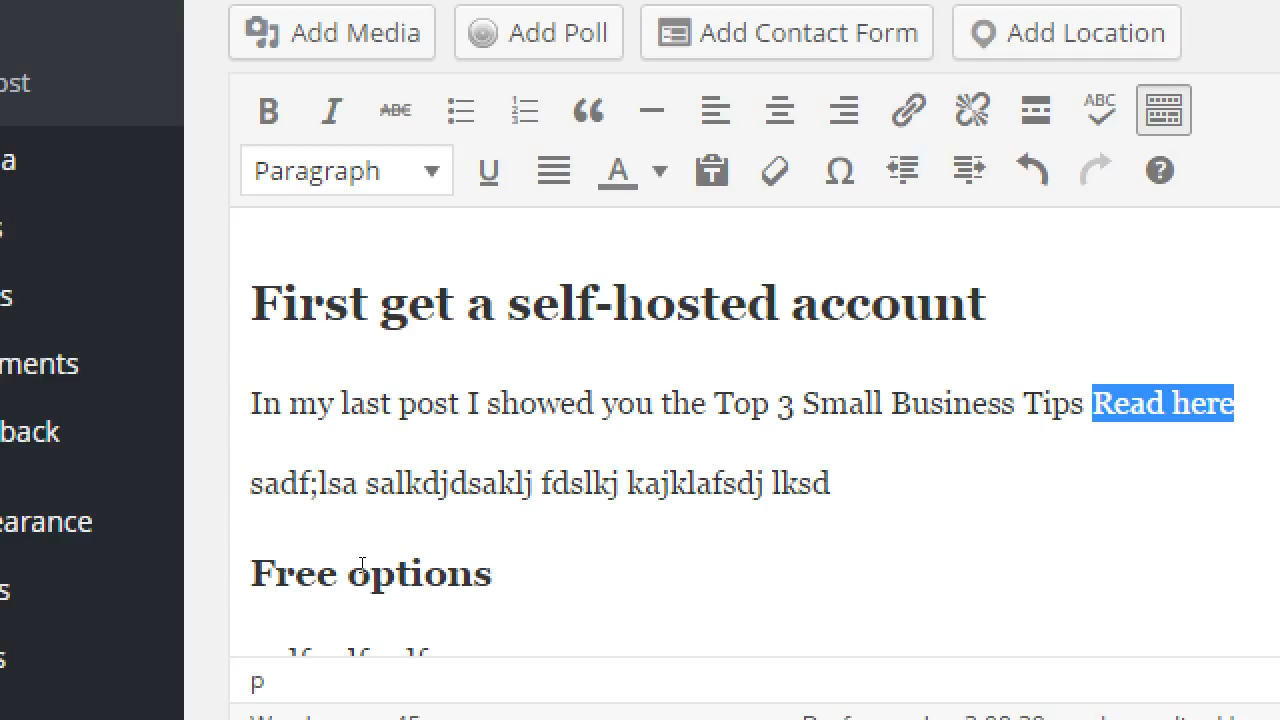 Add Media Add Poll Add Contact Form Add Location
ost
B I ABC ABC
Paragraph U A T Ω ?
a
s
s
ments
back
earance
s
s
First get a self-hosted account
In my last post I showed you the Top 3 Small Business Tips Read here
sadf;lsa salkdjdsaklj fdslkj kajklafsdj lksd
Free options
p